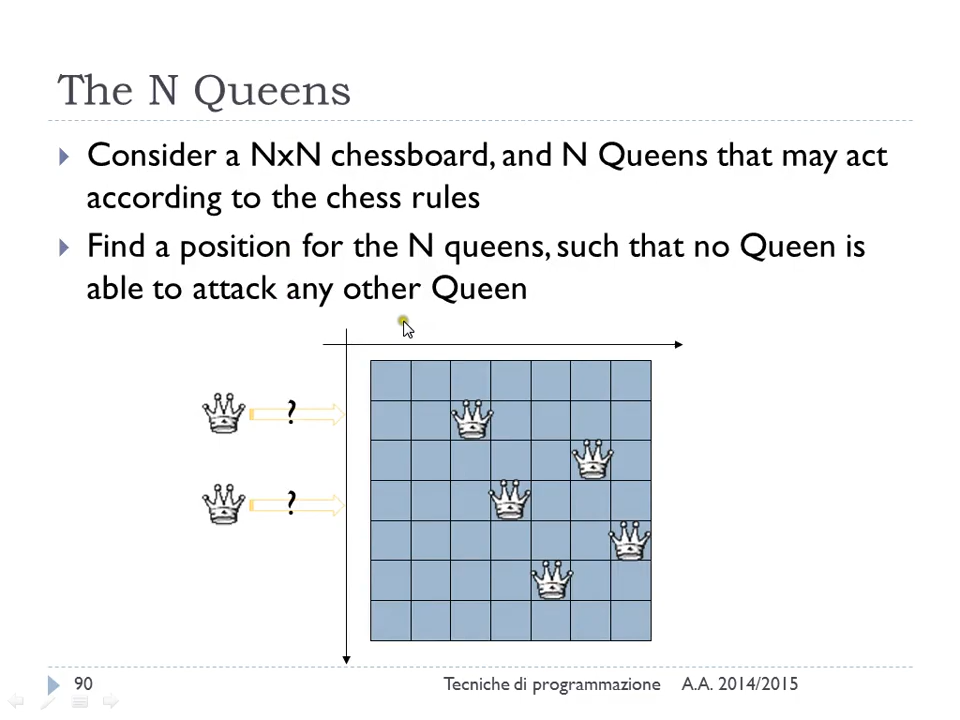 The N Queens
Consider a NxN chessboard, and N Queens that may act
according to the chess rules
Find a position for the N queens, such that no Queen is
able to attack any other Queen
?
?
90
Tecniche di programmazione A.A. 2014/2015